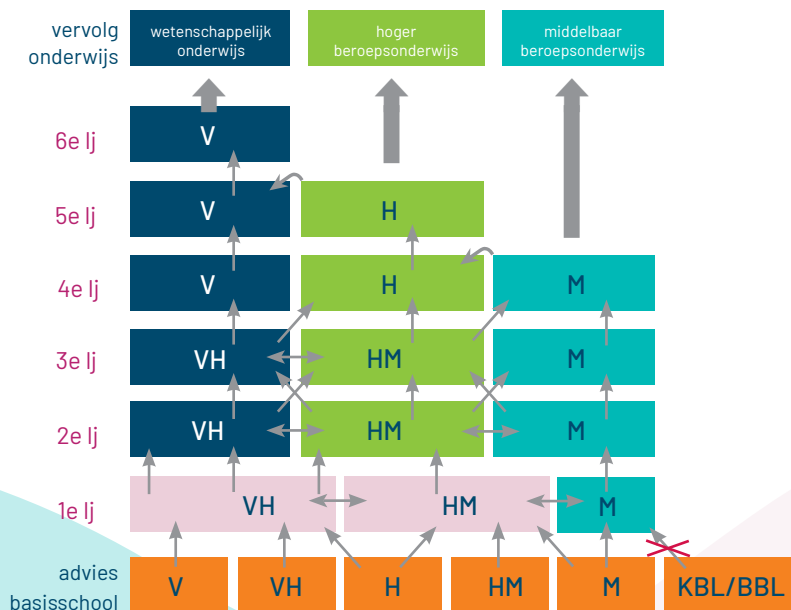 vervolg
onderwijs
wetenschappelijk
onderwijs
hoger
beroepsonderwijs
middelbaar
beroepsonderwijs
6e lj
V
5e lj
V
H
4e lj
V
H
M
3e lj
VH
HM
M
2e lj
VH
HM
M
1e lj
VH
HM
M
advies
basisschool
V
VH
H
HM
M
KBL/BBL